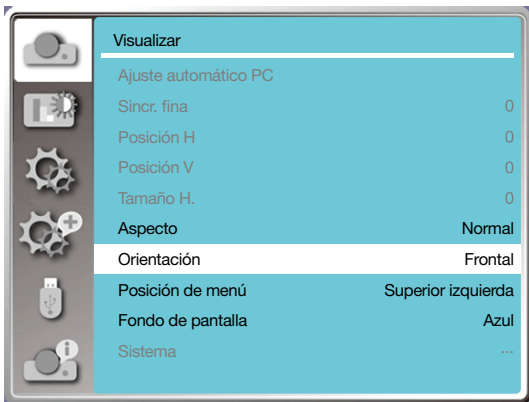 Visualizar
Ajuste automático PC
Sincr. fina 0
Posición H 0
Posición V 0
Tamaño H. 0
Aspecto Normal
Orientación Frontal
Posición de menú Superior izquierda
Fondo de pantalla Azul
Sistema ...